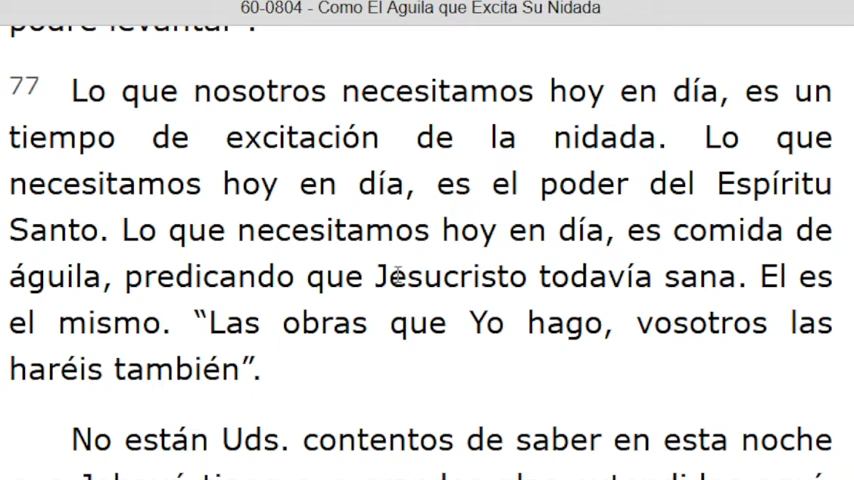 60-0804 - Como El Aguila que Excita Su Nidada
podré levantar”.
77 Lo que nosotros necesitamos hoy en día, es un
tiempo de excitación de la nidada. Lo que
necesitamos hoy en día, es el poder del Espíritu
Santo. Lo que necesitamos hoy en día, es comida de
águila, predicando que Jesucristo todavía sana. El es
el mismo. “Las obras que Yo hago, vosotros las
haréis también”.
No están Uds. contentos de saber en esta noche